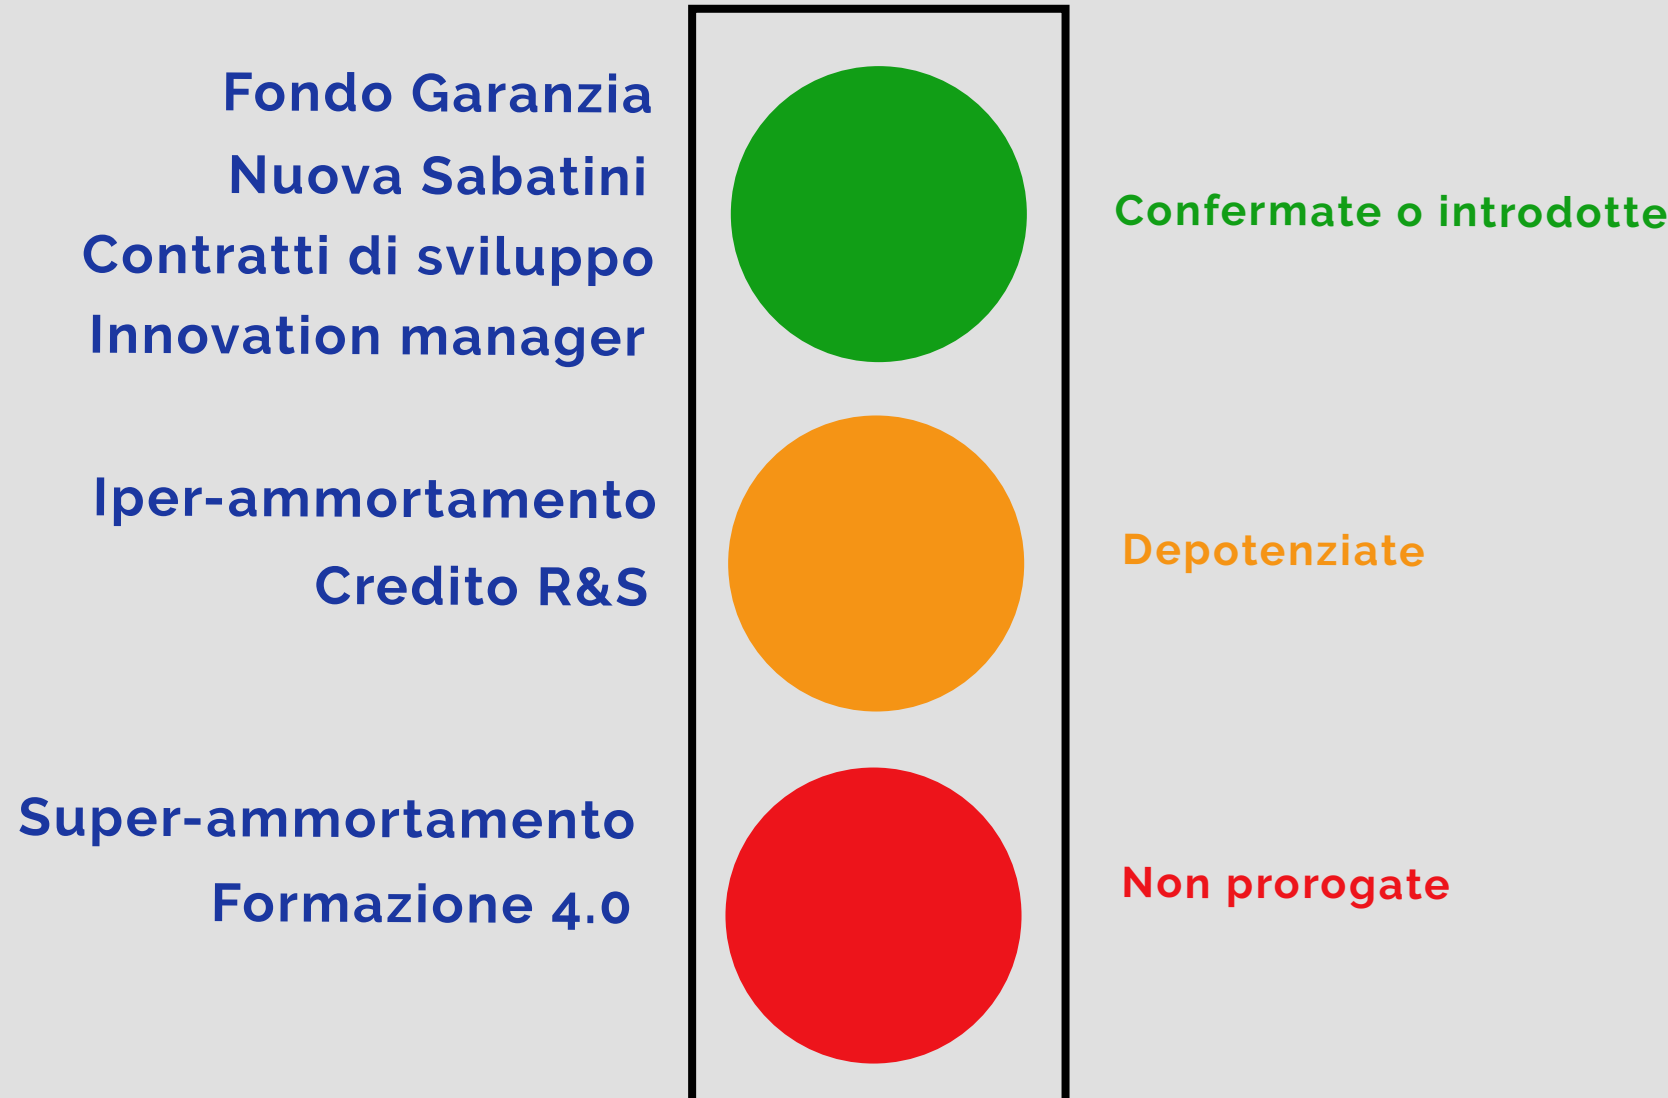 Fondo Garanzia
Nuova Sabatini
Contratti di sviluppo
Innovation manager
Confermate o introdotte
Iper-ammortamento
Credito R&S
Depotenziate
Super-ammortamento
Formazione 4.0
Non prorogate